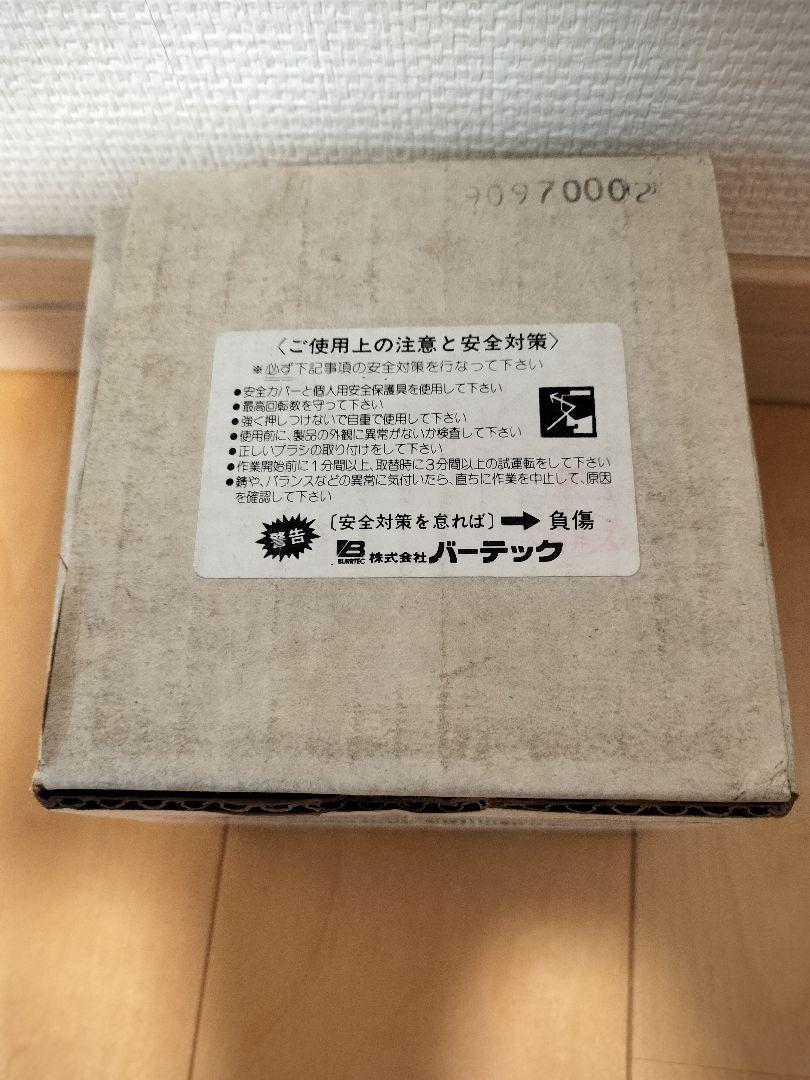 90970002
〈ご使用上の注意と安全対策〉
※必ず下記事項の安全対策を行なって下さい
●安全カバーと個人用安全保護具を使用して下さい
●最高回転数を守って下さい
●強く押しつけないで自重で使用して下さい
●使用前に、製品の外観に異常がないか検査して下さい
●正しいブラシの取り付けをして下さい
●作業開始前に1分間以上、取替時に3分間以上の試運転をして下さい
●錆や、バランスなどの異常に気付いたら、直ちに作業を中止して、原因
を確認して下さい
警告
〔安全対策を怠れば〕➡負傷
BURRTEC 株式会社バーテック